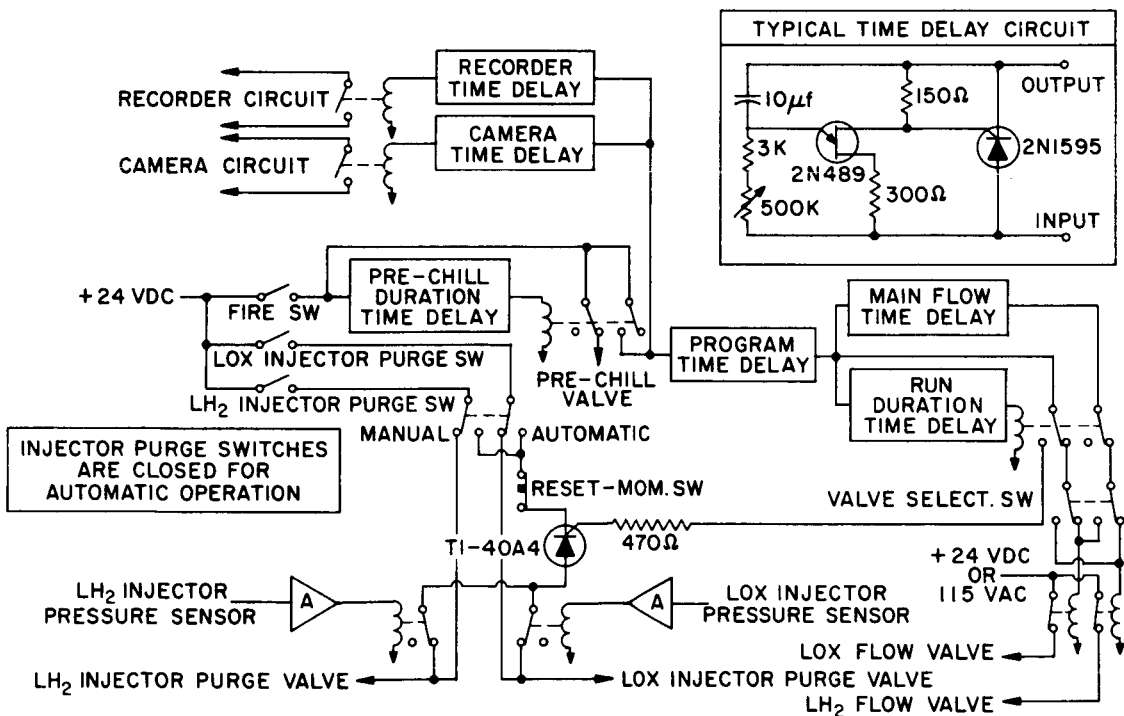 TYPICAL TIME DELAY CIRCUIT
OUTPUT
10μf
150Ω
3K
2N1595
2N489
500K
300Ω
INPUT
RECORDER
TIME DELAY
RECORDER CIRCUIT
CAMERA
TIME DELAY
CAMERA CIRCUIT
+24 VDC
FIRE SW
PRE-CHILL
DURATION
TIME DELAY
LOX INJECTOR PURGE SW
LH2 INJECTOR PURGE SW
PRE-CHILL
VALVE
PROGRAM
TIME DELAY
MAIN FLOW
TIME DELAY
RUN
DURATION
TIME DELAY
MANUAL
AUTOMATIC
INJECTOR PURGE SWITCHES
ARE CLOSED FOR
AUTOMATIC OPERATION
RESET-MOM. SW
VALVE SELECT. SW
TI-40A4
470Ω
+24 VDC
OR
115 VAC
LH2 INJECTOR
PRESSURE SENSOR
A
A
LOX INJECTOR
PRESSURE SENSOR
LOX FLOW VALVE
LH2 INJECTOR PURGE VALVE
LOX INJECTOR PURGE VALVE
LH2 FLOW VALVE